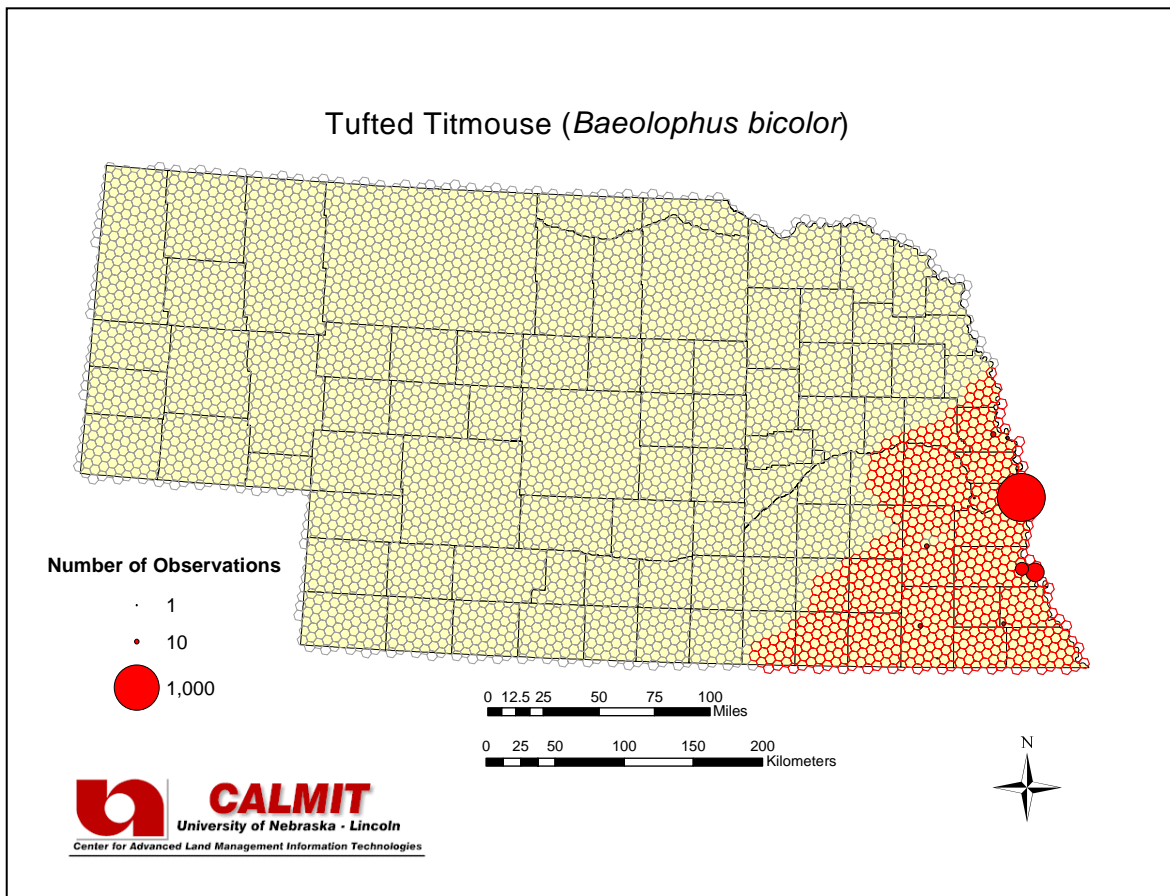 Tufted Titmouse (Baeolophus bicolor)
Number of Observations
1
10
1,000
0 12.5 25 50 75 100
Miles
0 25 50 100 150 200
Kilometers
N
CALMIT
University of Nebraska - Lincoln
Center for Advanced Land Management Information Technologies